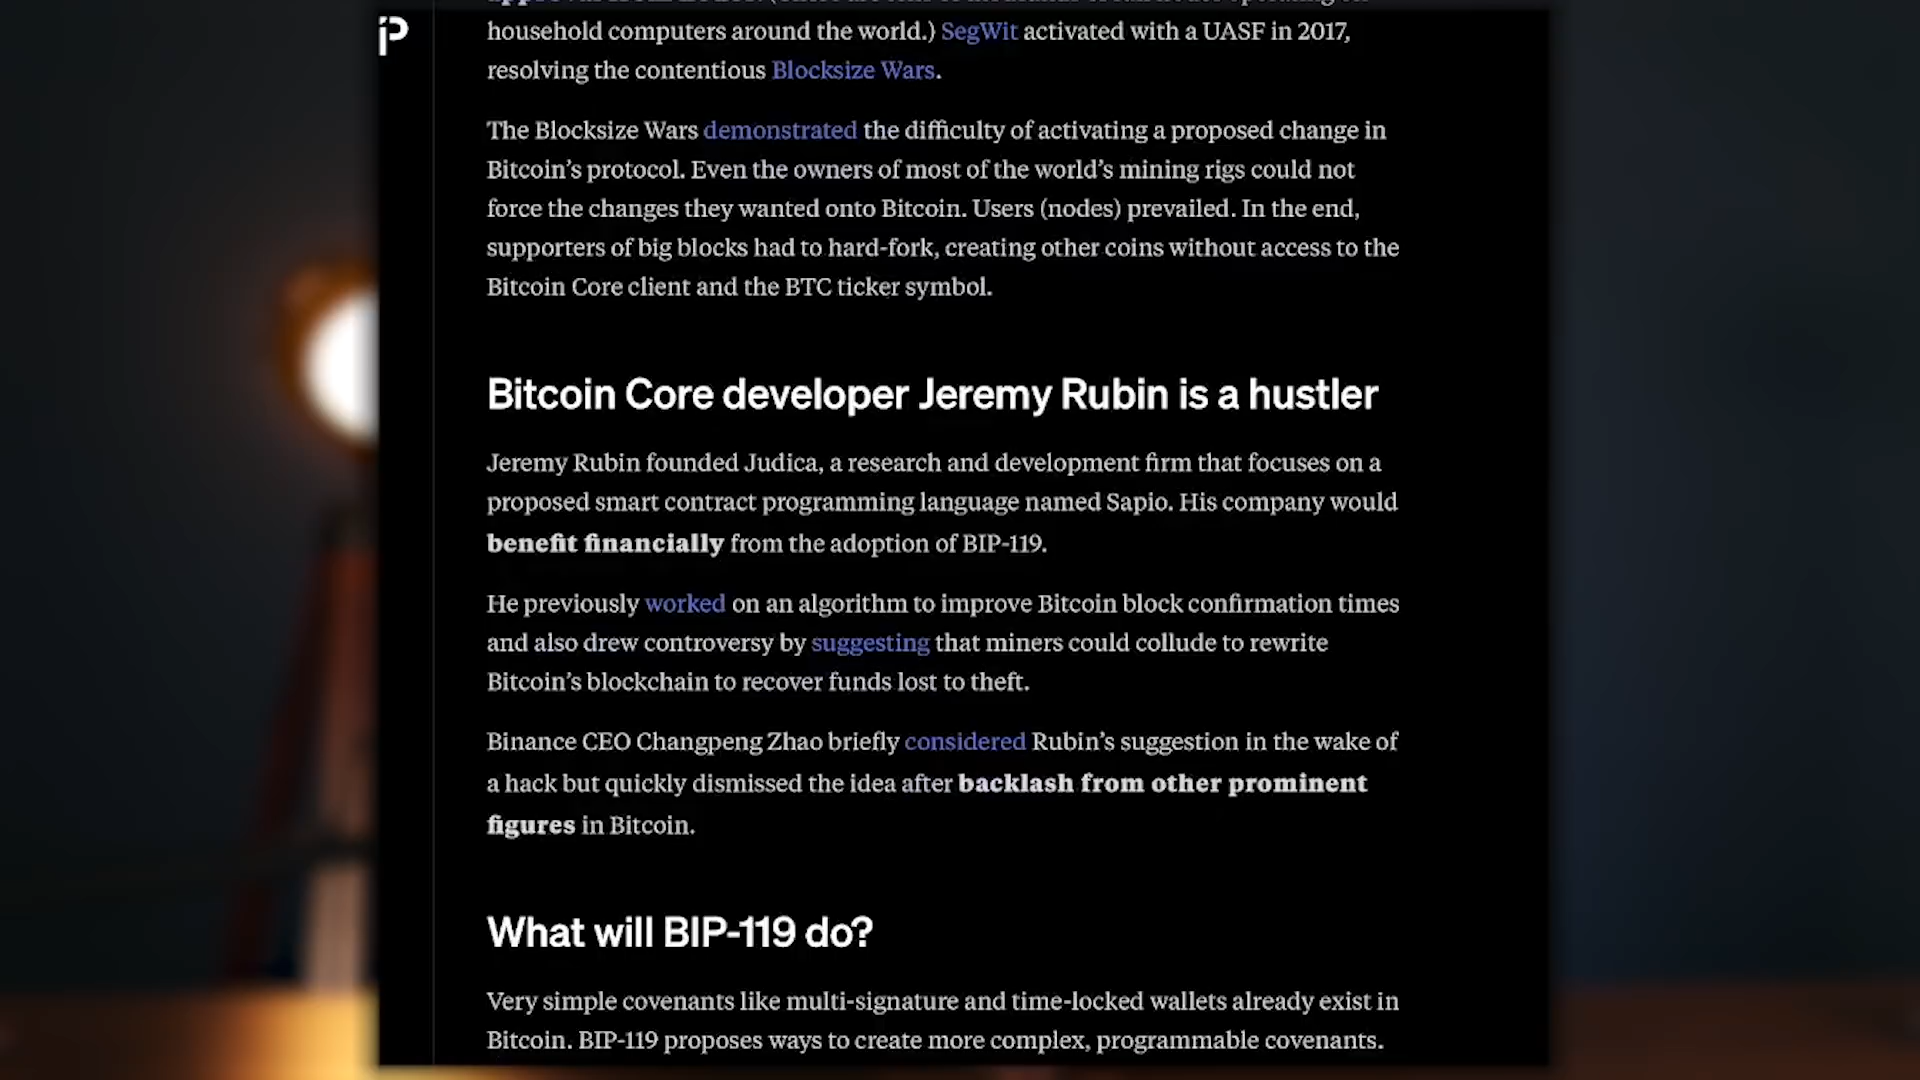 household computers around the world.) SegWit activated with a UASF in 2017,
resolving the contentious Blocksize Wars.
The Blocksize Wars demonstrated the difficulty of activating a proposed change in
Bitcoin’s protocol. Even the owners of most of the world’s mining rigs could not
force the changes they wanted onto Bitcoin. Users (nodes) prevailed. In the end,
supporters of big blocks had to hard-fork, creating other coins without access to the
Bitcoin Core client and the BTC ticker symbol.
Bitcoin Core developer Jeremy Rubin is a hustler
Jeremy Rubin founded Judica, a research and development firm that focuses on a
proposed smart contract programming language named Sapio. His company would
benefit financially from the adoption of BIP-119.
He previously worked on an algorithm to improve Bitcoin block confirmation times
and also drew controversy by suggesting that miners could collude to rewrite
Bitcoin’s blockchain to recover funds lost to theft.
Binance CEO Changpeng Zhao briefly considered Rubin’s suggestion in the wake of
a hack but quickly dismissed the idea after backlash from other prominent
figures in Bitcoin.
What will BIP-119 do?
Very simple covenants like multi-signature and time-locked wallets already exist in
Bitcoin. BIP-119 proposes ways to create more complex, programmable covenants.